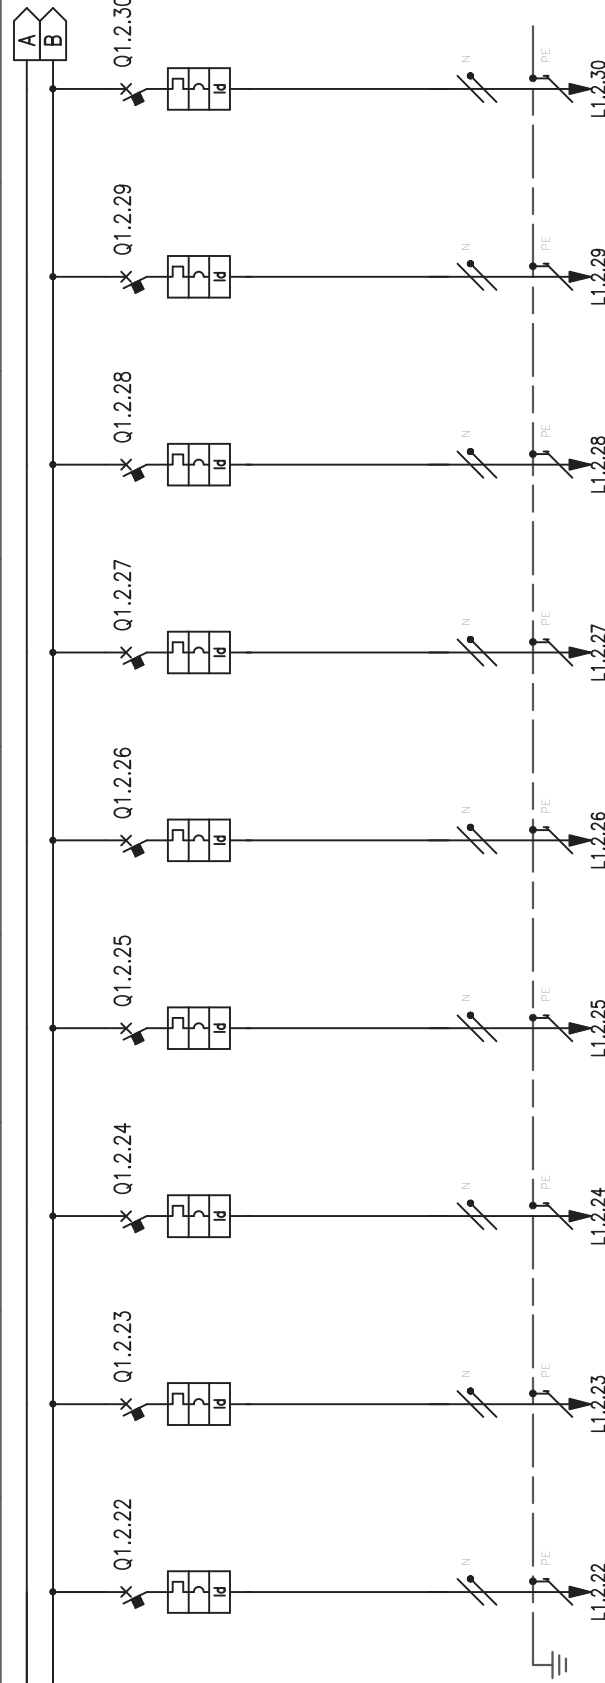 A
B
Q1.2.30
Id
N
PE
L1.2.30
Q1.2.29
Id
N
PE
L1.2.29
Q1.2.28
Id
N
PE
L1.2.28
Q1.2.27
Id
N
PE
L1.2.27
Q1.2.26
Id
N
PE
L1.2.26
Q1.2.25
Id
N
PE
L1.2.25
Q1.2.24
Id
N
PE
L1.2.24
Q1.2.23
Id
N
PE
L1.2.23
Q1.2.22
Id
N
PE
L1.2.22